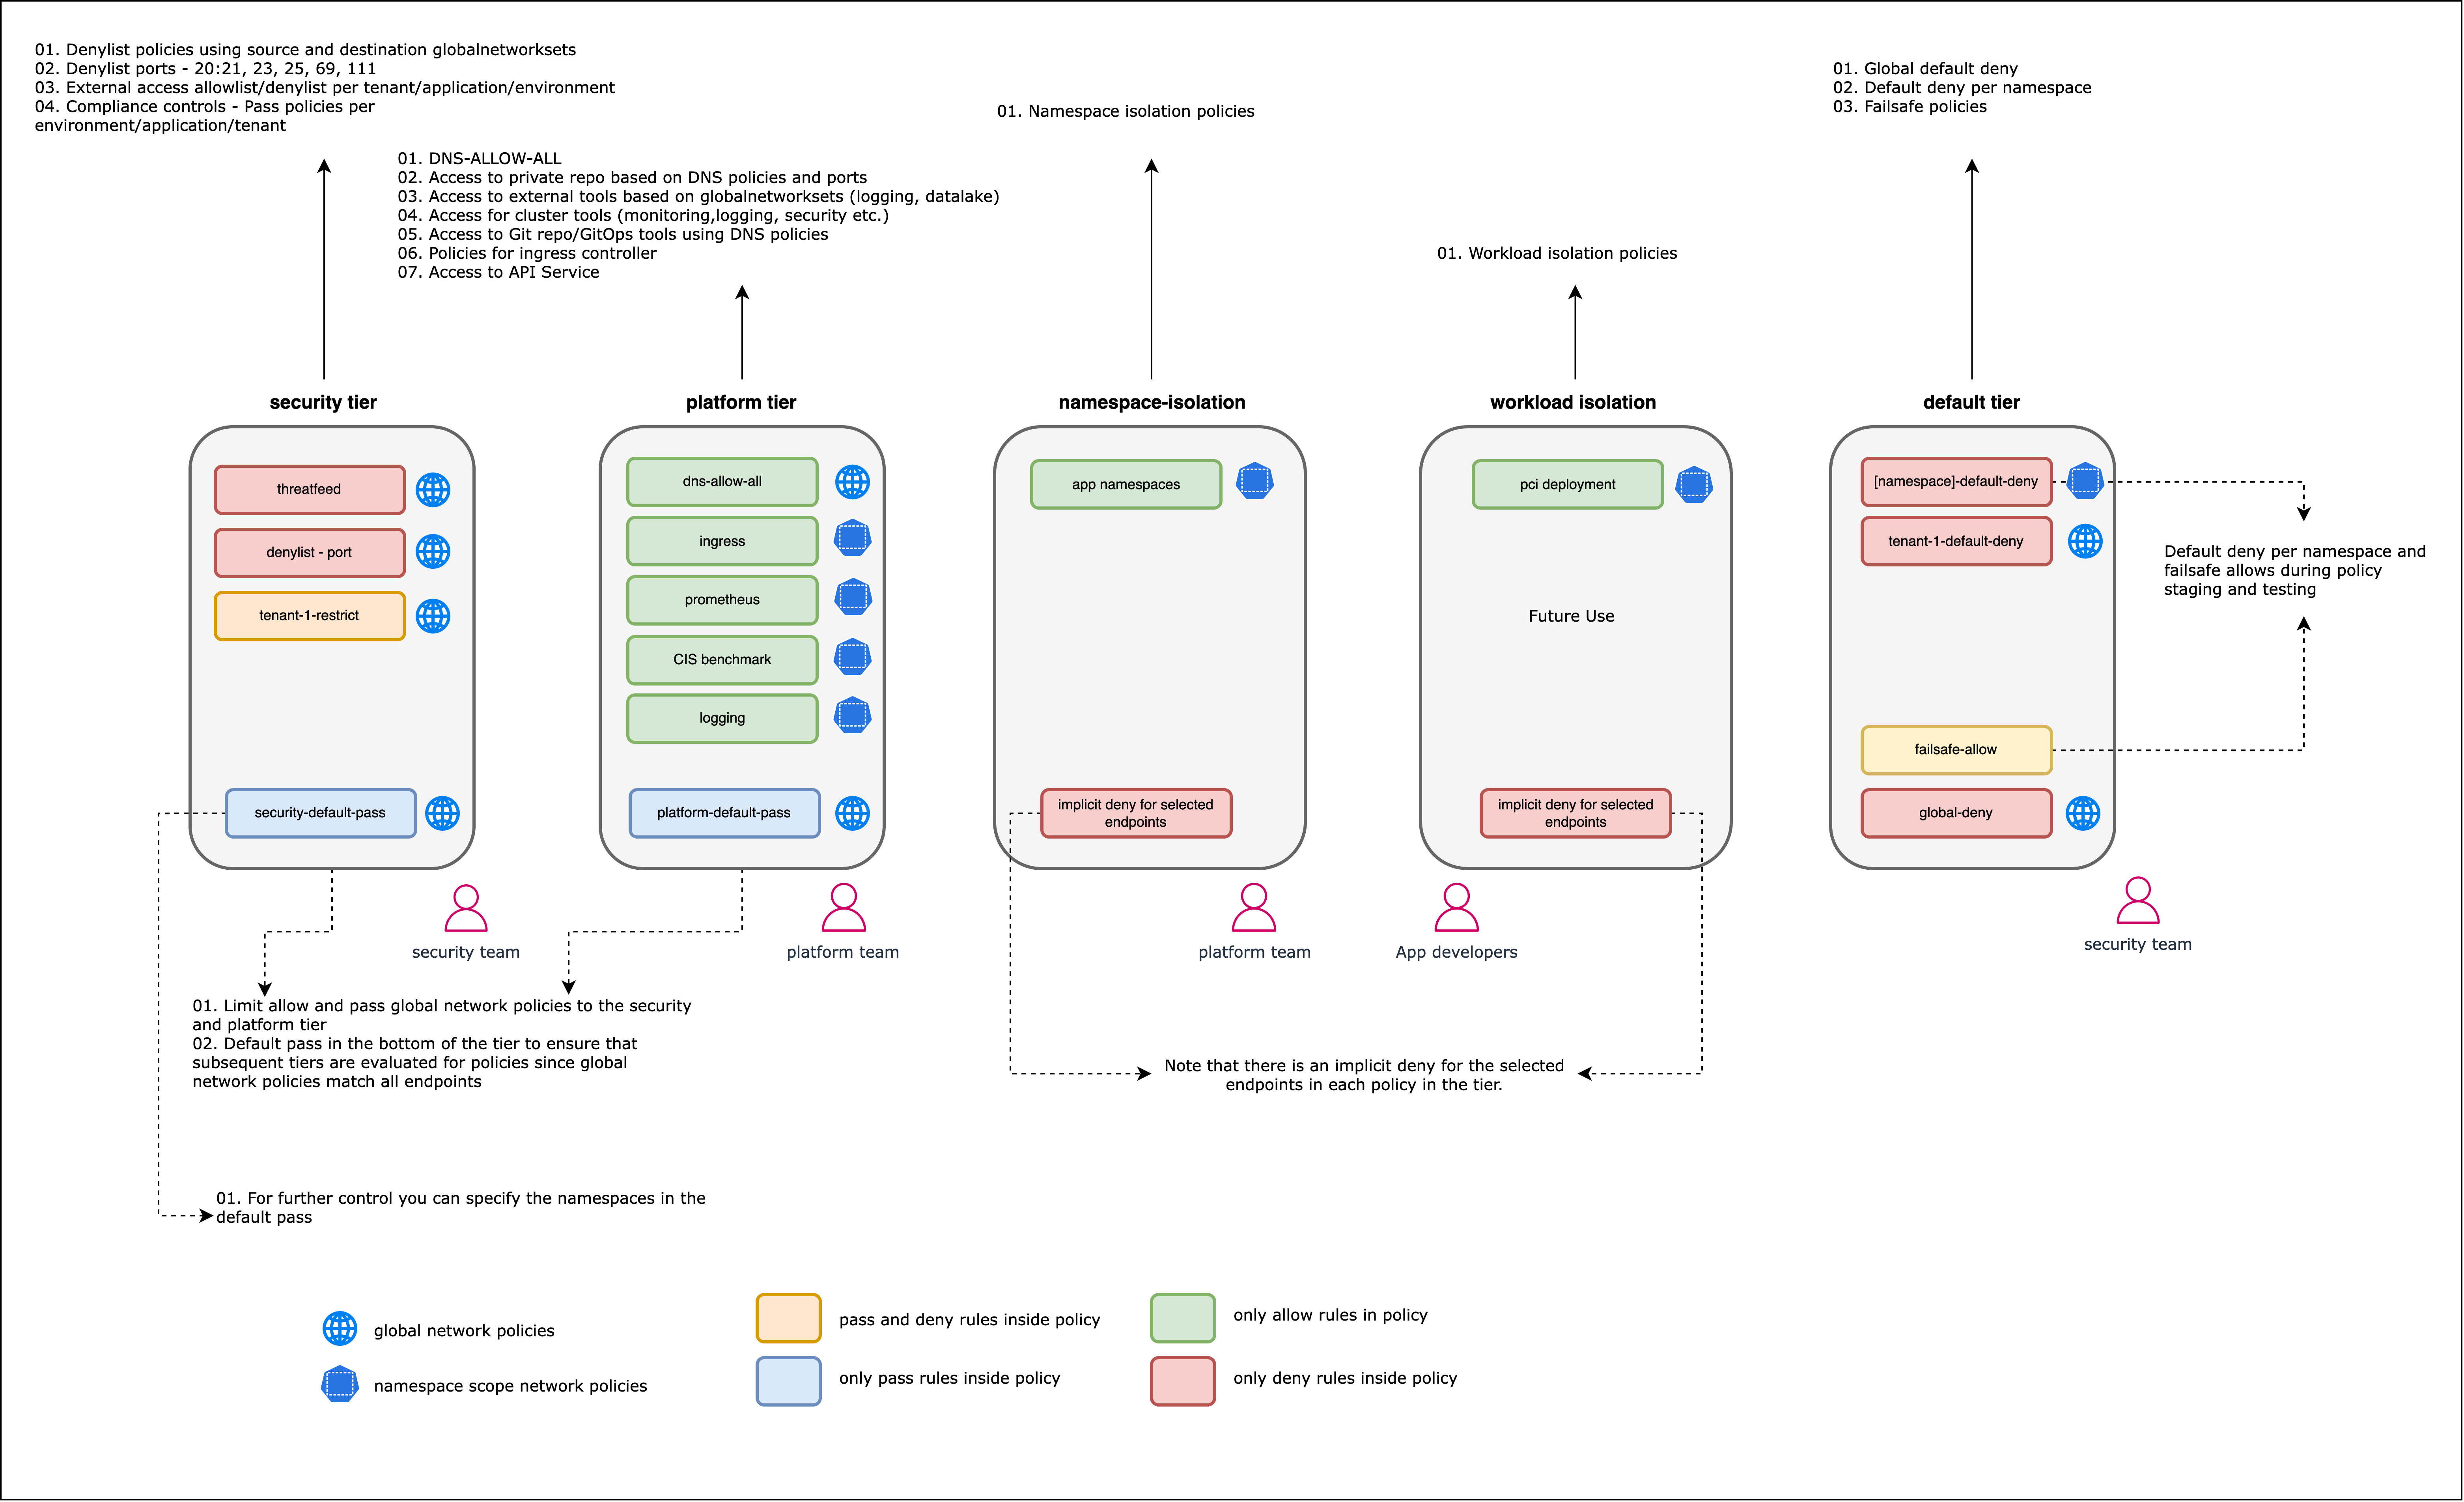 01. Denylist policies using source and destination globalnetworksets
02. Denylist ports - 20:21, 23, 25, 69, 111
03. External access allowlist/denylist per tenant/application/environment
04. Compliance controls - Pass policies per
environment/application/tenant
01. DNS-ALLOW-ALL
02. Access to private repo based on DNS policies and ports
03. Access to external tools based on globalnetworksets (logging, datalake)
04. Access for cluster tools (monitoring,logging, security etc.)
05. Access to Git repo/GitOps tools using DNS policies
06. Policies for ingress controller
07. Access to API Service
01. Namespace isolation policies
01. Workload isolation policies
01. Global default deny
02. Default deny per namespace
03. Failsafe policies
security tier
threatfeed
denylist - port
tenant-1-restrict
security-default-pass
security team
platform tier
dns-allow-all
ingress
prometheus
CIS benchmark
logging
platform-default-pass
platform team
namespace-isolation
app namespaces
implicit deny for selected
endpoints
platform team
workload isolation
pci deployment
Future Use
implicit deny for selected
endpoints
App developers
default tier
[namespace]-default-deny
tenant-1-default-deny
failsafe-allow
global-deny
security team
Default deny per namespace and
failsafe allows during policy
staging and testing
01. Limit allow and pass global network policies to the security
and platform tier
02. Default pass in the bottom of the tier to ensure that
subsequent tiers are evaluated for policies since global
network policies match all endpoints
Note that there is an implicit deny for the selected
endpoints in each policy in the tier.
01. For further control you can specify the namespaces in the
default pass
global network policies
namespace scope network policies
pass and deny rules inside policy
only pass rules inside policy
only allow rules in policy
only deny rules inside policy